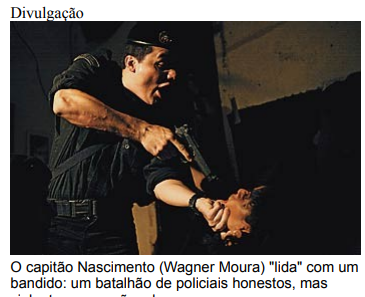 Divulgação
O capitão Nascimento (Wagner Moura) "lida" com um
bandido: um batalhão de policiais honestos, mas